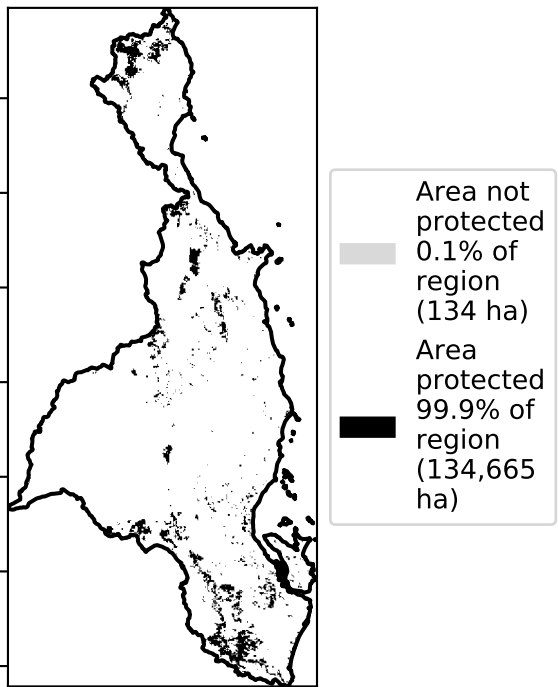 Area not
protected
0.1% of
region
(134 ha)
Area
protected
99.9% of
region
(134,665
ha)